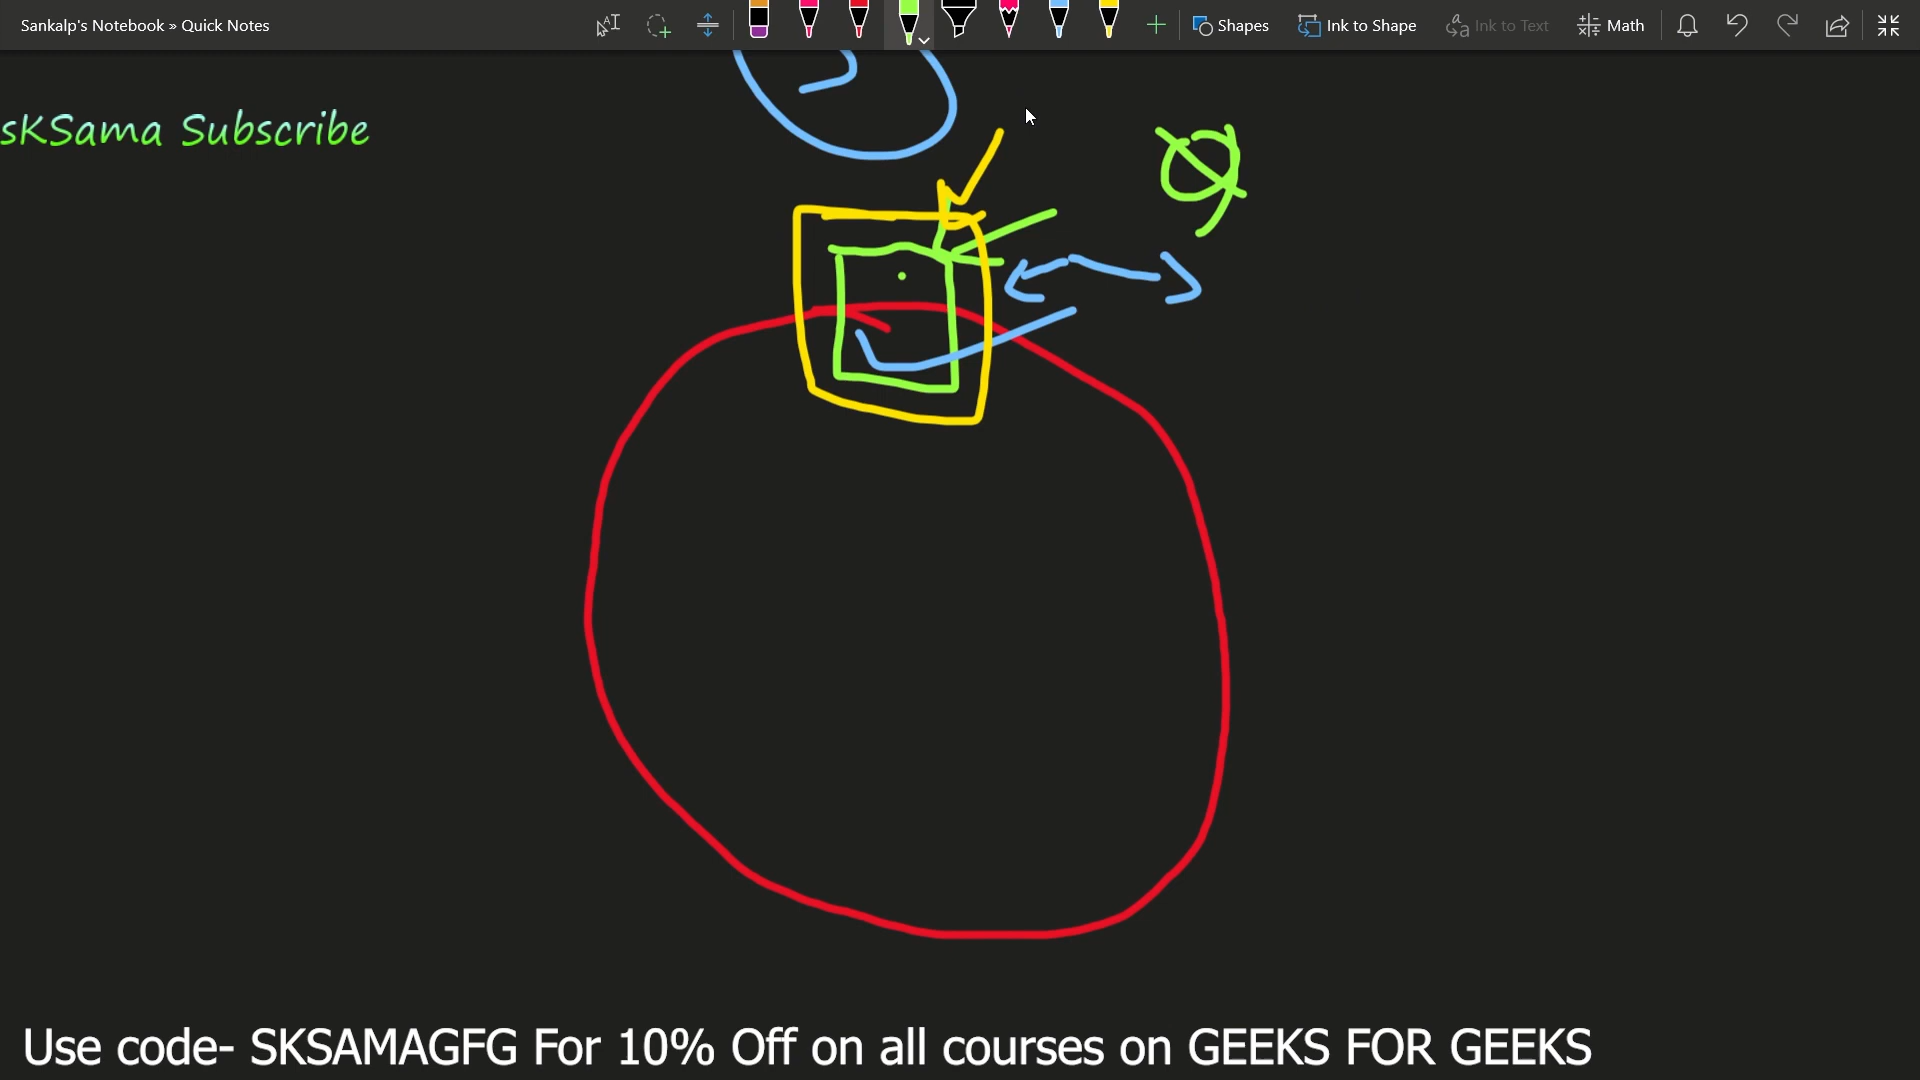 Sankalp's Notebook » Quick Notes
Shapes
Ink to Shape
Ink to Text
Math
sKSama Subscribe
Use code- SKSAMAGFG For 10% Off on all courses on GEEKS FOR GEEKS